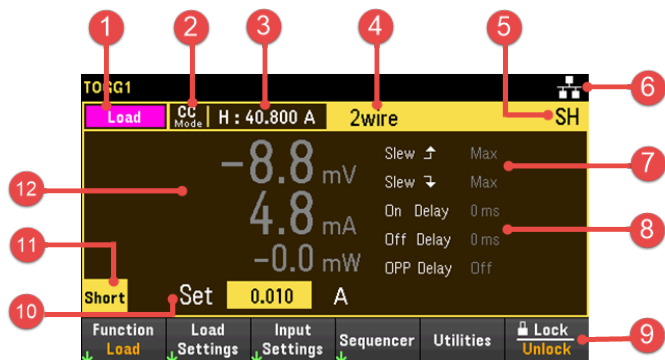 1 2 3 4 5
6
TOGG1
Load CC Mode H : 40.800 A 2wire SH
-8.8 mV
4.8 mA
-0.0 mW
Slew Max
Slew Max
On Delay 0 ms
Off Delay 0 ms
OPP Delay Off
7
8
12
11
Short
10
Set 0.010 A
Function Load
Load Settings
Input Settings
Sequencer
Utilities
Lock Unlock
9